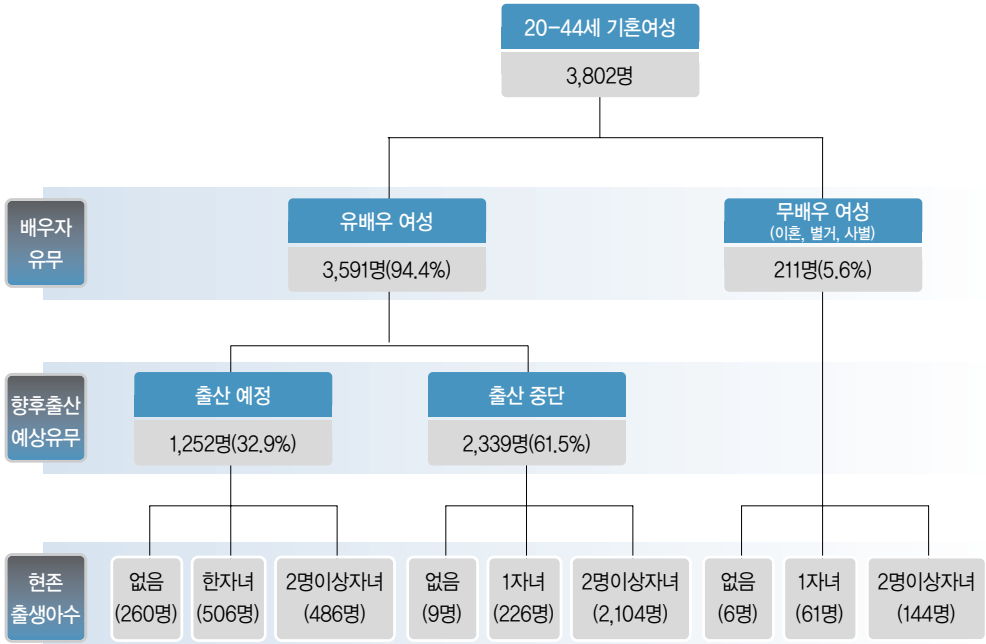 20-44세 기혼여성
3,802명
배우자
유무
유배우 여성
3,591명(94.4%)
무배우 여성
(이혼, 별거, 사별)
211명(5.6%)
향후출산
예상유무
출산 예정
1,252명(32.9%)
출산 중단
2,339명(61.5%)
현존
출생아수
없음
(260명)
한자녀
(506명)
2명이상자녀
(486명)
없음
(9명)
1자녀
(226명)
2명이상자녀
(2,104명)
없음
(6명)
1자녀
(61명)
2명이상자녀
(144명)